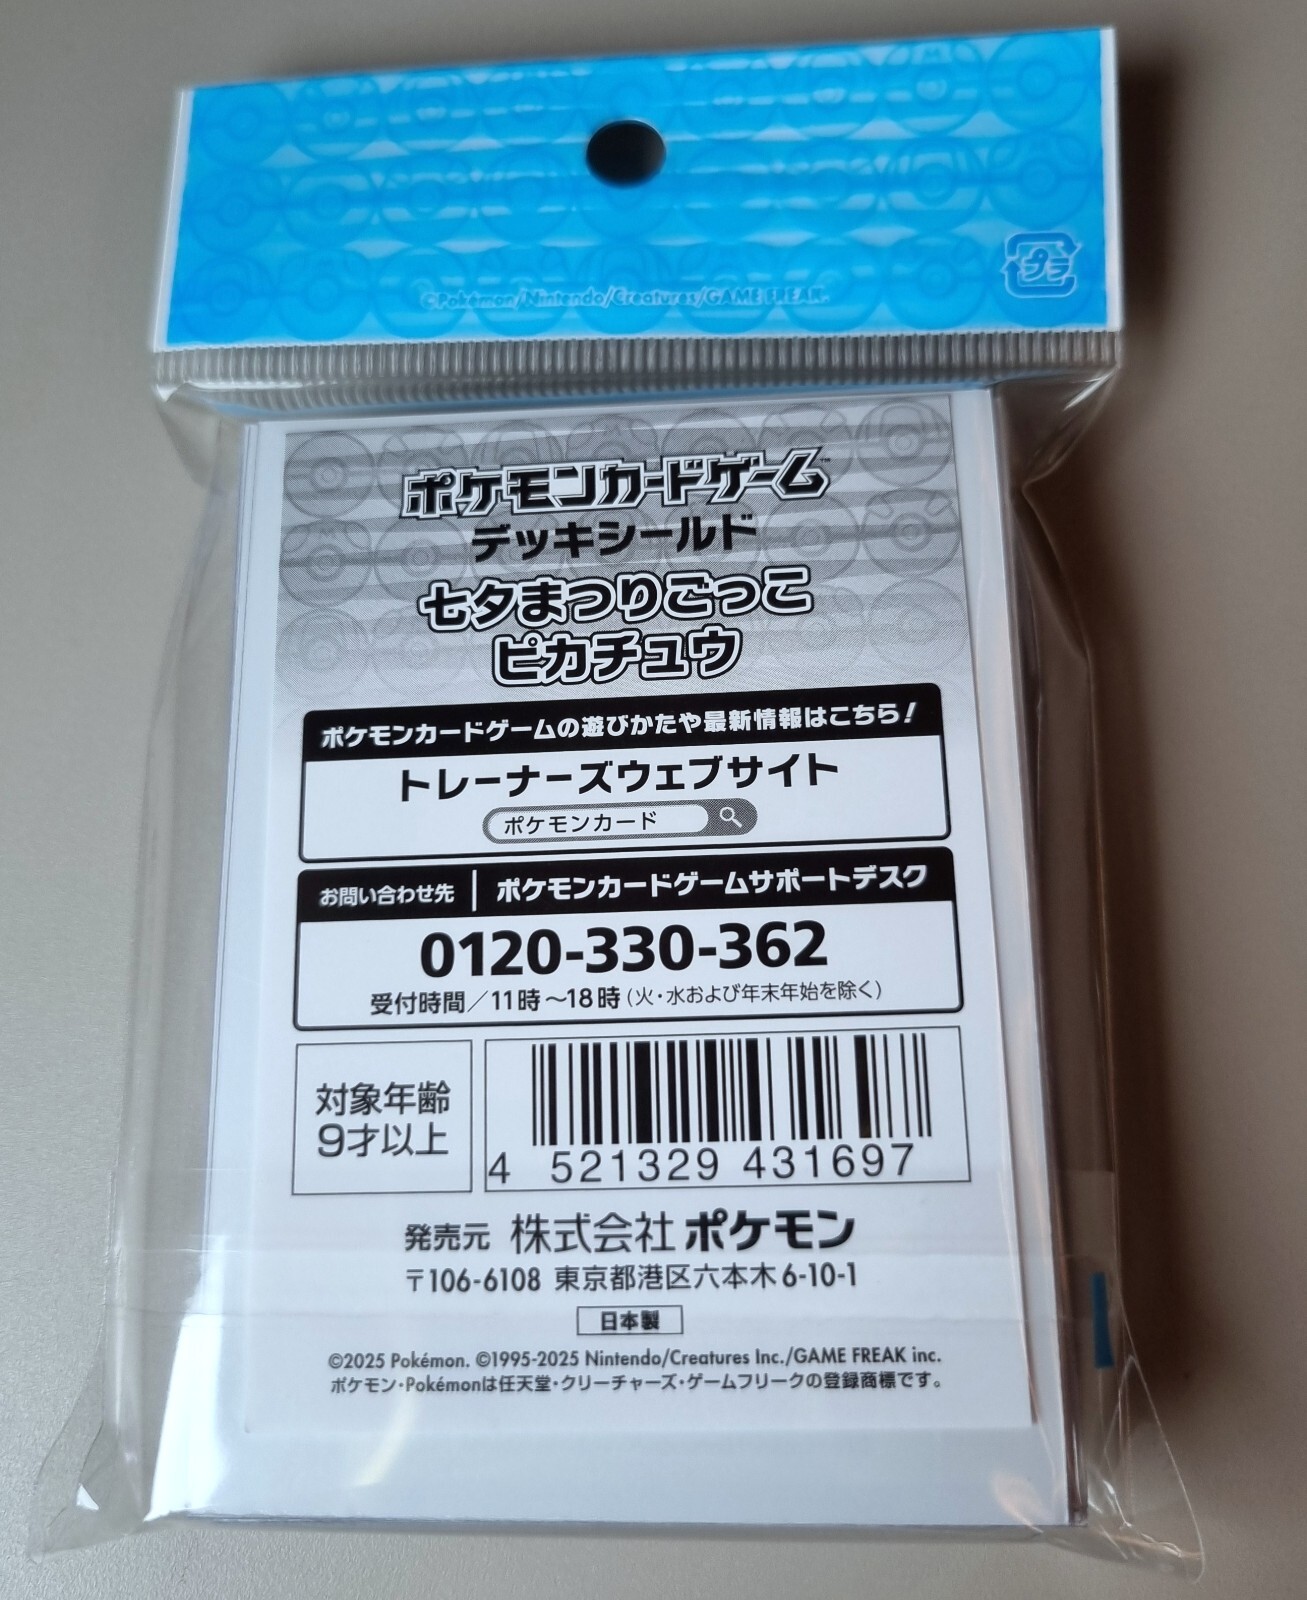 プラ
©Pokémon/Nintendo/Creatures/GAME FREAK.
ポケモンカードゲーム™
デッキシールド
七夕まつりごっこ
ピカチュウ
ポケモンカードゲームの遊びかたや最新情報はこちら！
トレーナーズウェブサイト
ポケモンカード
お問い合わせ先 ポケモンカードゲームサポートデスク
0120-330-362
受付時間／11時～18時（火・水および年末年始を除く）
対象年齢
9才以上
4 521329 431697
発売元 株式会社ポケモン
〒106-6108 東京都港区六本木6-10-1
日本製
©2025 Pokémon. ©1995-2025 Nintendo/Creatures Inc./GAME FREAK inc.
ポケモン・Pokémonは任天堂・クリーチャーズ・ゲームフリークの登録商標です。